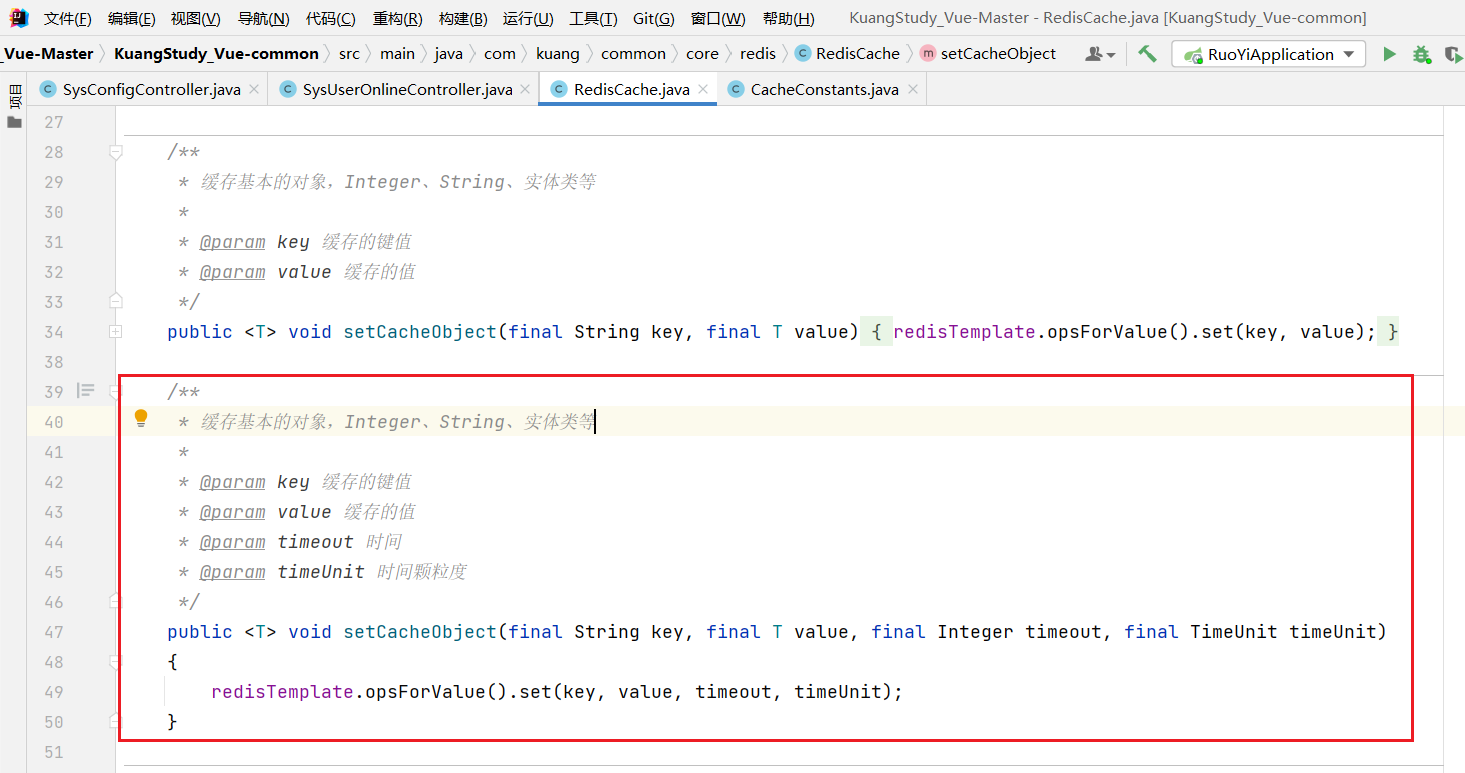 文件(F) 编辑(E) 视图(V) 导航(N) 代码(C) 重构(R) 构建(B) 运行(U) 工具(T) Git(G) 窗口(W) 帮助(H) KuangStudy_Vue-Master - RedisCache.java [KuangStudy_Vue-common]
_Vue-Master KuangStudy_Vue-common src main java com kuang common core redis C RedisCache m setCacheObject RuoYiApplication
项目
C SysConfigController.java C SysUserOnlineController.java C RedisCache.java C CacheConstants.java
27
28 /**
29 * 缓存基本的对象，Integer、String、实体类等
30 *
31 * @param key 缓存的键值
32 * @param value 缓存的值
33 */
34 public <T> void setCacheObject(final String key, final T value) { redisTemplate.opsForValue().set(key, value); }
38
39 /**
40 * 缓存基本的对象，Integer、String、实体类等
41 *
42 * @param key 缓存的键值
43 * @param value 缓存的值
44 * @param timeout 时间
45 * @param timeUnit 时间颗粒度
46 */
47 public <T> void setCacheObject(final String key, final T value, final Integer timeout, final TimeUnit timeUnit)
48 {
49 redisTemplate.opsForValue().set(key, value, timeout, timeUnit);
50 }
51